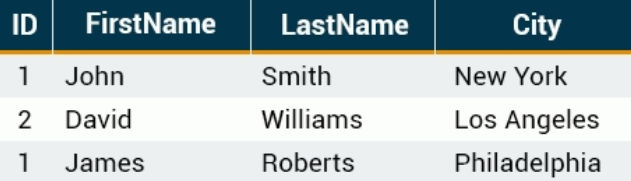 ID FirstName LastName City
1 John Smith New York
2 David Williams Los Angeles
1 James Roberts Philadelphia